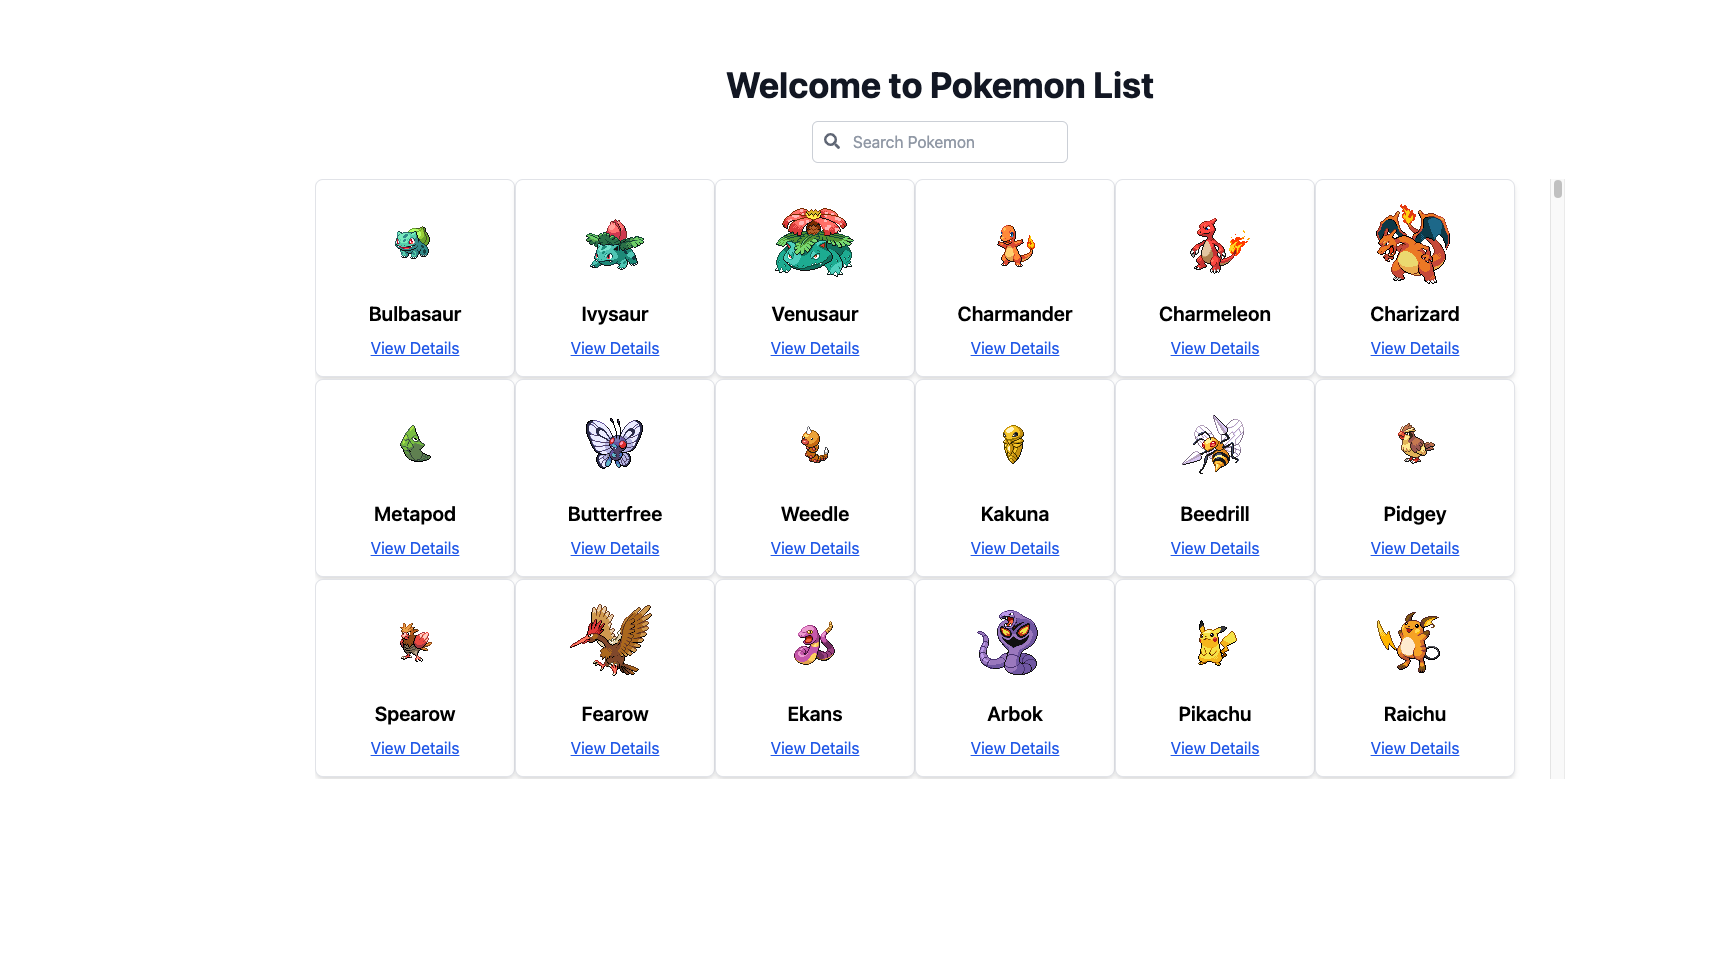 Welcome to Pokemon List
Search Pokemon
Bulbasaur Ivysaur Venusaur Charmander Charmeleon Charizard
View Details View Details View Details View Details View Details View Details
Metapod Butterfree Weedle Kakuna Beedrill Pidgey
View Details View Details View Details View Details View Details View Details
Spearow Fearow Ekans Arbok Pikachu Raichu
View Details View Details View Details View Details View Details View Details